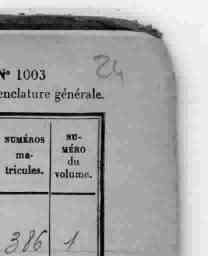 Nº 1003
24
enclature générale.
NUMÉROS
ma-
tricules.
NU-
MÉRO
du
volume.
386 1